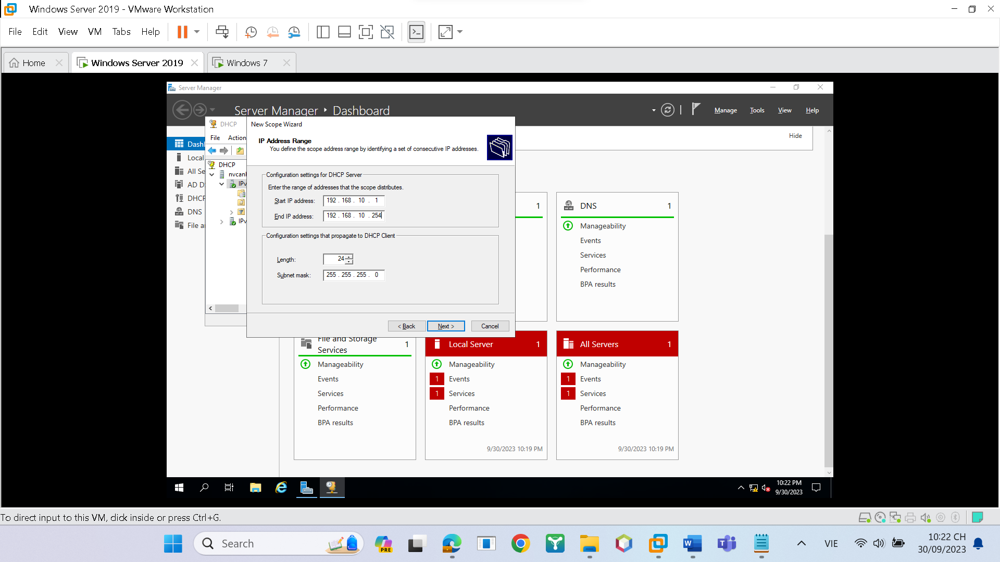 Windows Server 2019 - VMware Workstation
File Edit View VM Tabs Help
Home Windows Server 2019 Windows 7
Server Manager
Server Manager Dashboard
Manage Tools View Help
DHCP
File Action
DHCP
nvcanh
IPv
IPv
Dash
Local
All Se
AD D
DHCP
DNS
File a
New Scope Wizard
IP Address Range
You define the scope address range by identifying a set of consecutive IP addresses.
Configuration settings for DHCP Server
Enter the range of addresses that the scope distributes.
Start IP address: 192 . 168 . 10 . 1
End IP address: 192 . 168 . 10 . 254
Configuration settings that propagate to DHCP Client
Length: 24
Subnet mask: 255 . 255 . 255 . 0
< Back Next > Cancel
Hide
1
DNS 1
Manageability
Events
Services
Performance
BPA results
File and Storage Services 1
Manageability
Events
Services
Performance
BPA results
Local Server 1
Manageability
1 Events
1 Services
Performance
BPA results
9/30/2023 10:19 PM
All Servers 1
Manageability
1 Events
1 Services
Performance
BPA results
9/30/2023 10:19 PM
10:22 PM
9/30/2023
To direct input to this VM, click inside or press Ctrl+G.
Search
PRE
VIE
10:22 CH
30/09/2023